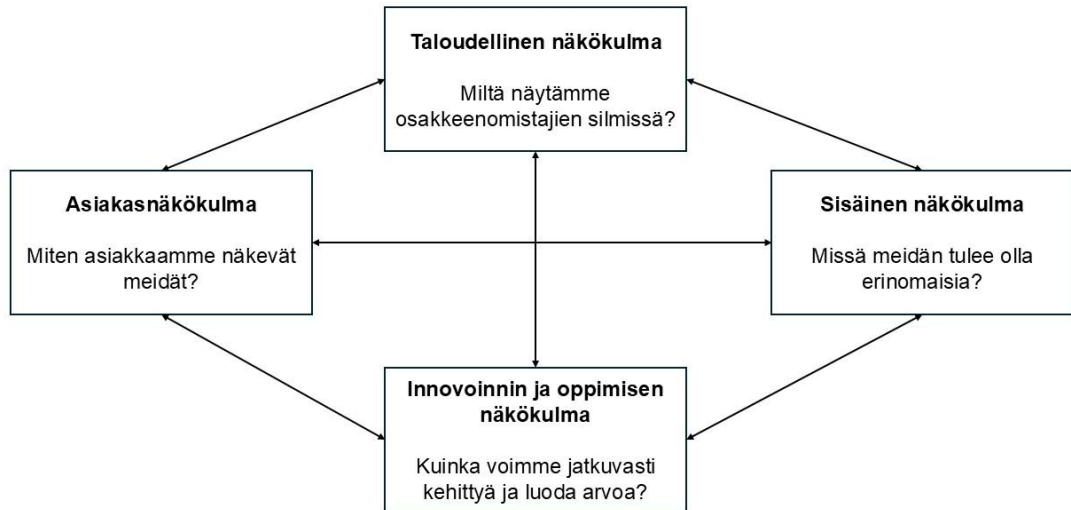 Taloudellinen näkökulma
Miltä näytämme
osakkeenomistajien silmissä?
Asiakasnäkökulma
Miten asiakkaamme näkevät
meidät?
Sisäinen näkökulma
Missä meidän tulee olla
erinomaisia?
Innovoinnin ja oppimisen
näkökulma
Kuinka voimme jatkuvasti
kehittyä ja luoda arvoa?